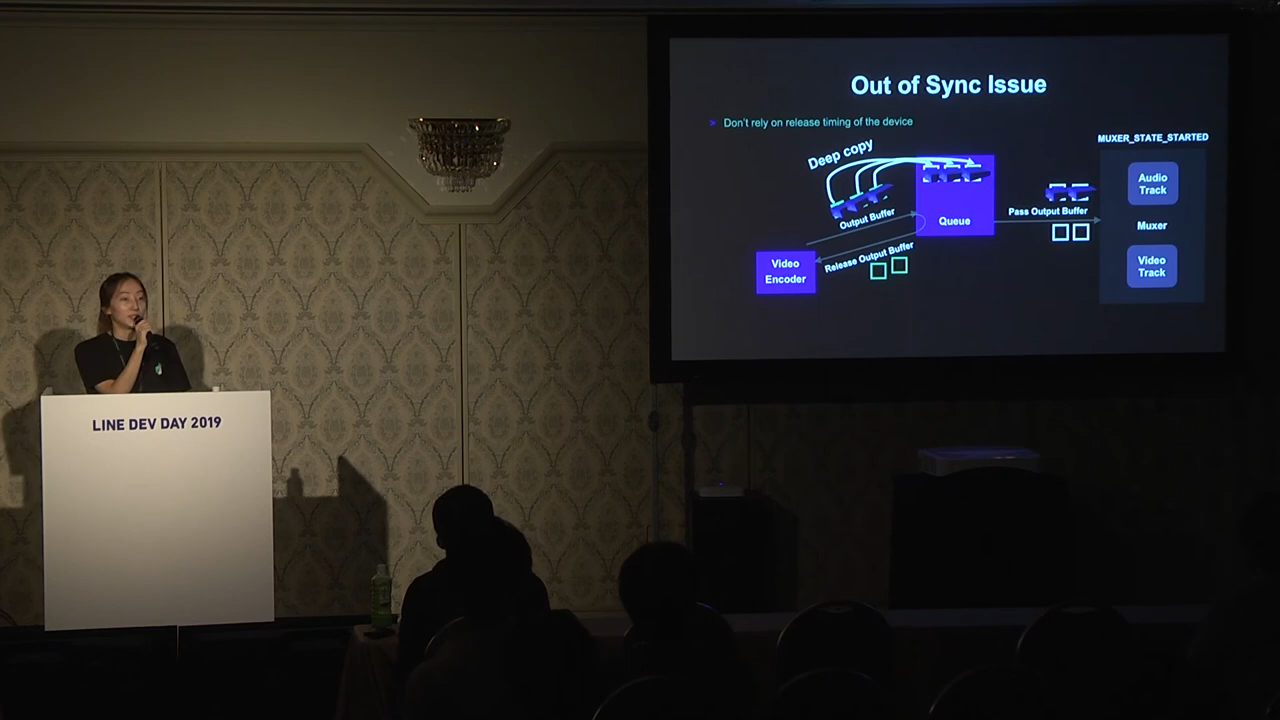 Out of Sync Issue
➤ Don't rely on release timing of the device
MUXER_STATE_STARTED
Deep copy
Audio
Track
Output Buffer
Queue
Pass Output Buffer
Muxer
Release Output Buffer
Video
Encoder
Video
Track
LINE DEV DAY 2019